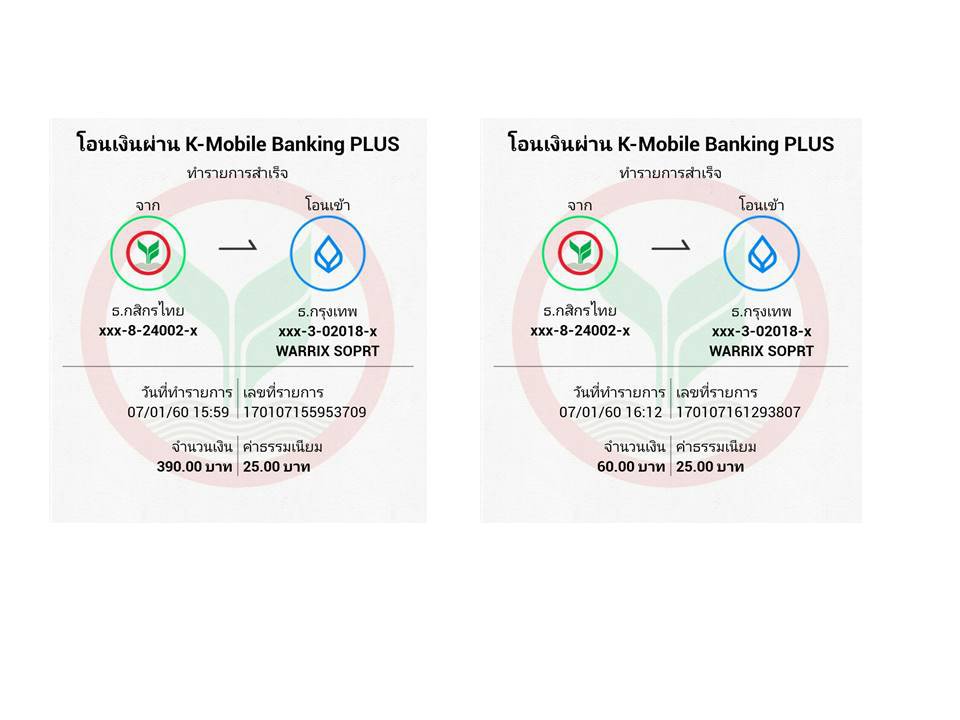 โอนเงินผ่าน K-Mobile Banking PLUS
ทำรายการสำเร็จ
จาก
โอนเข้า
ธ.กสิกรไทย
xxx-8-24002-x
ธ.กรุงเทพ
xxx-3-02018-x
WARRIX SOPRT
วันที่ทำรายการ เลขที่รายการ
07/01/60 15:59 170107155953709
จำนวนเงิน ค่าธรรมเนียม
390.00 บาท 25.00 บาท
โอนเงินผ่าน K-Mobile Banking PLUS
ทำรายการสำเร็จ
จาก
โอนเข้า
ธ.กสิกรไทย
xxx-8-24002-x
ธ.กรุงเทพ
xxx-3-02018-x
WARRIX SOPRT
วันที่ทำรายการ เลขที่รายการ
07/01/60 16:12 170107161293807
จำนวนเงิน ค่าธรรมเนียม
60.00 บาท 25.00 บาท